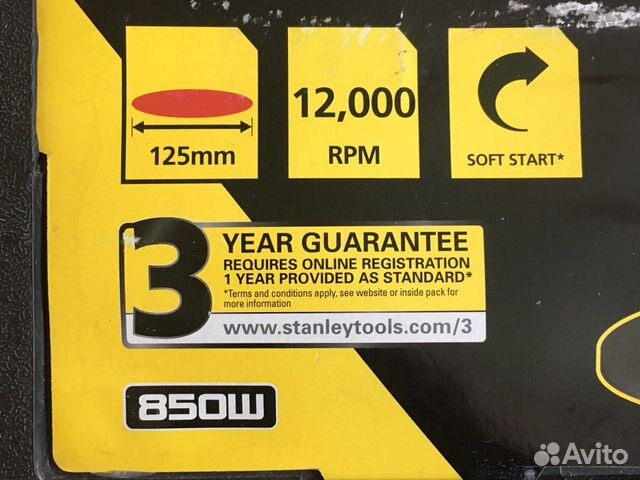 125mm
12,000
RPM
SOFT START*
3
YEAR GUARANTEE
REQUIRES ONLINE REGISTRATION
1 YEAR PROVIDED AS STANDARD*
*Terms and conditions apply, see website or inside pack for
more information
www.stanleytools.com/3
850W
Avito